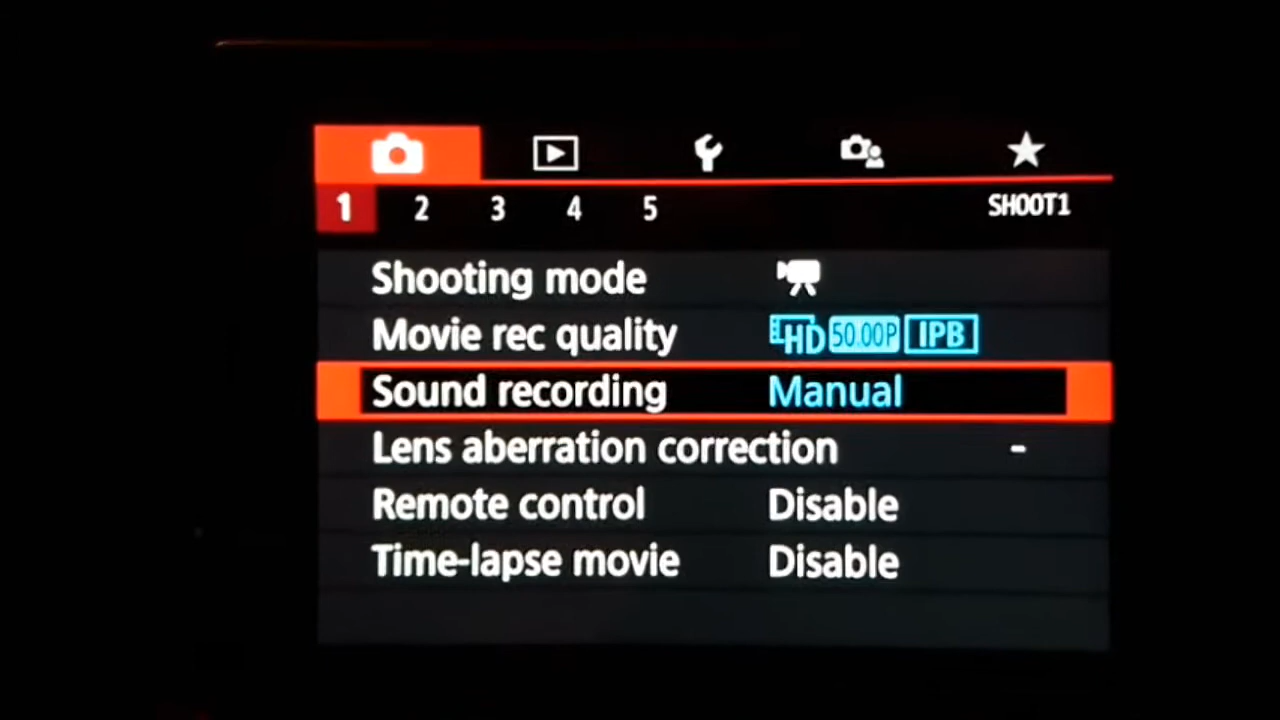 1 2 3 4 5 SHOOT1
Shooting mode
Movie rec quality HD 50.00P IPB
Sound recording Manual
Lens aberration correction -
Remote control Disable
Time-lapse movie Disable